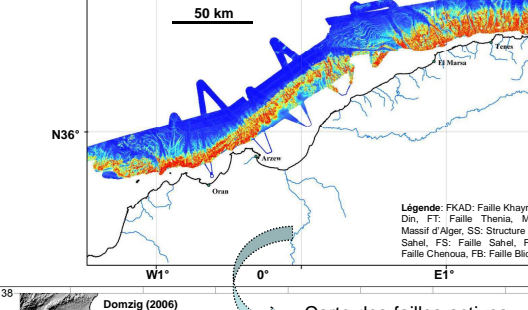 50 km
Tenes
El Marsa
N36°
Arzew
Oran
Légende: FKAD: Faille Khayr
Din, FT: Faille Thenia, M
Massif d'Alger, SS: Structure
Sahel, FS: Faille Sahel, F
Faille Chenoua, FB: Faille Blid
W1° 0° E1°
38
Domzig (2006)
Carte des failles actives